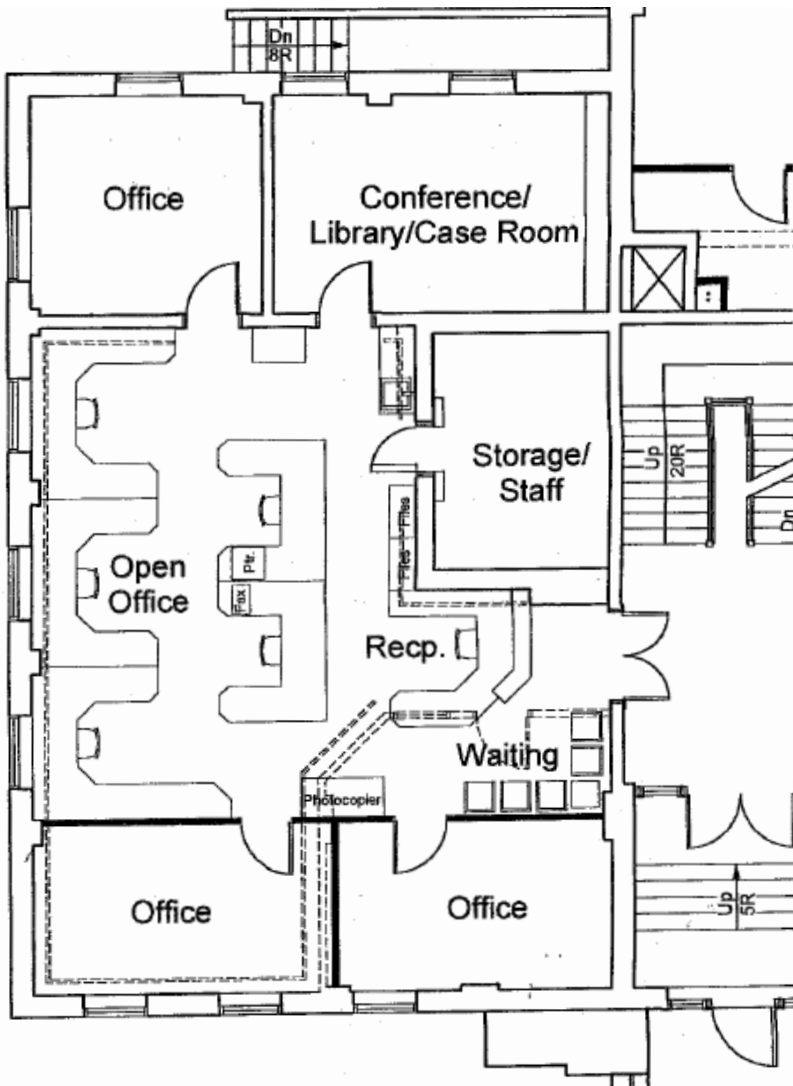 Dn
8R
Office
Conference/
Library/Case Room
Storage/
Staff
Up
20R
Dn
Files
Files
Open
Office
Ptr.
Fax
Recp.
Waiting
Photocopier
Office
Office
Up
5R